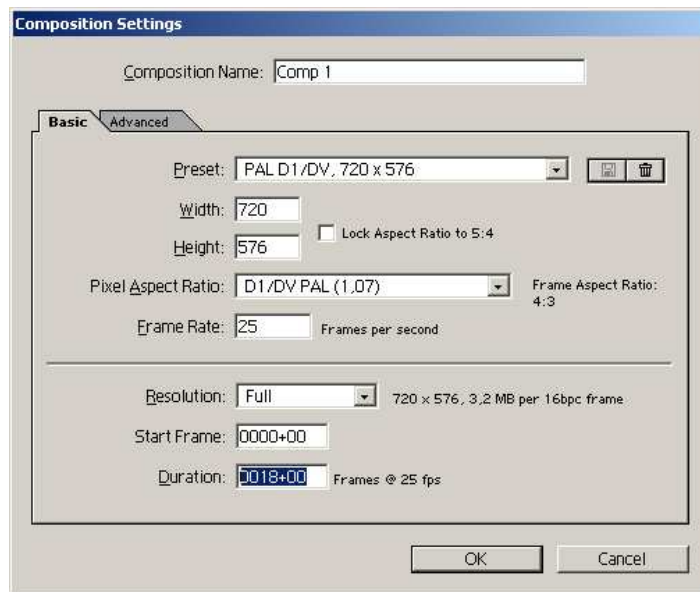 Composition Settings
Composition Name: Comp 1
Basic Advanced
Preset: PAL D1/DV, 720 x 576
Width: 720
Lock Aspect Ratio to 5:4
Height: 576
Pixel Aspect Ratio: D1/DV PAL (1,07) Frame Aspect Ratio:
4:3
Frame Rate: 25 Frames per second
Resolution: Full 720 x 576, 3,2 MB per 16bpc frame
Start Frame: 0000+00
Duration: 0018+00 Frames @ 25 fps
OK Cancel